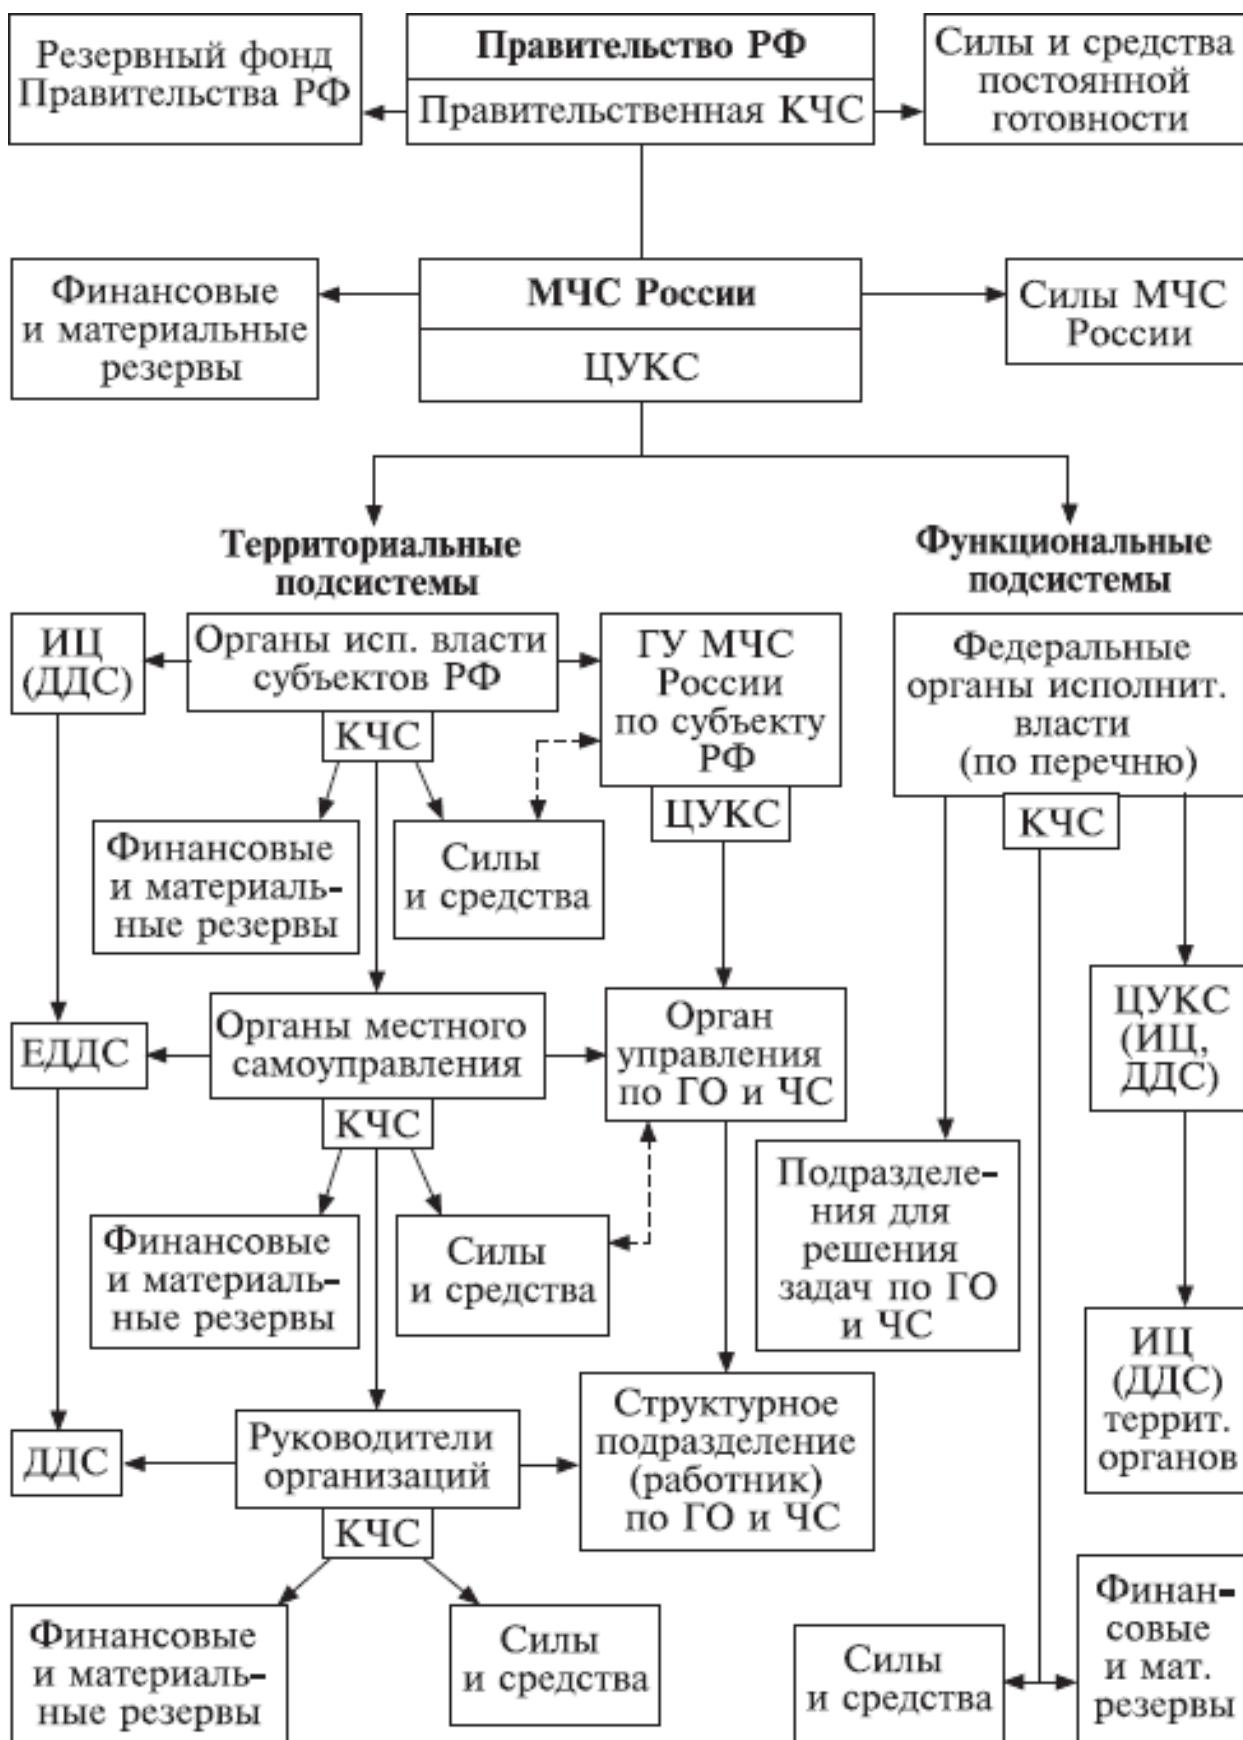 Резервный фонд
Правительства РФ
Правительство РФ
Правительственная КЧС
Силы и средства
постоянной
готовности
Финансовые
и материальные
резервы
МЧС России
ЦУКС
Силы МЧС
России
Территориальные
подсистемы
Функциональные
подсистемы
ИЦ
(ДДС)
Органы исп. власти
субъектов РФ
КЧС
ГУ МЧС
России
по субъекту
РФ
ЦУКС
Федеральные
органы исполнит.
власти
(по перечню)
КЧС
Финансовые
и материаль-
ные резервы
Силы
и средства
ЕДДС
Органы местного
самоуправления
КЧС
Орган
управления
по ГО и ЧС
ЦУКС
(ИЦ,
ДДС)
Подразделе-
ния для
решения
задач по ГО
и ЧС
Финансовые
и материаль-
ные резервы
Силы
и средства
ИЦ
(ДДС)
террит.
органов
ДДС
Руководители
организаций
КЧС
Структурное
подразделение
(работник)
по ГО и ЧС
Финансовые
и материаль-
ные резервы
Силы
и средства
Силы
и средства
Финан-
совые
и мат.
резервы